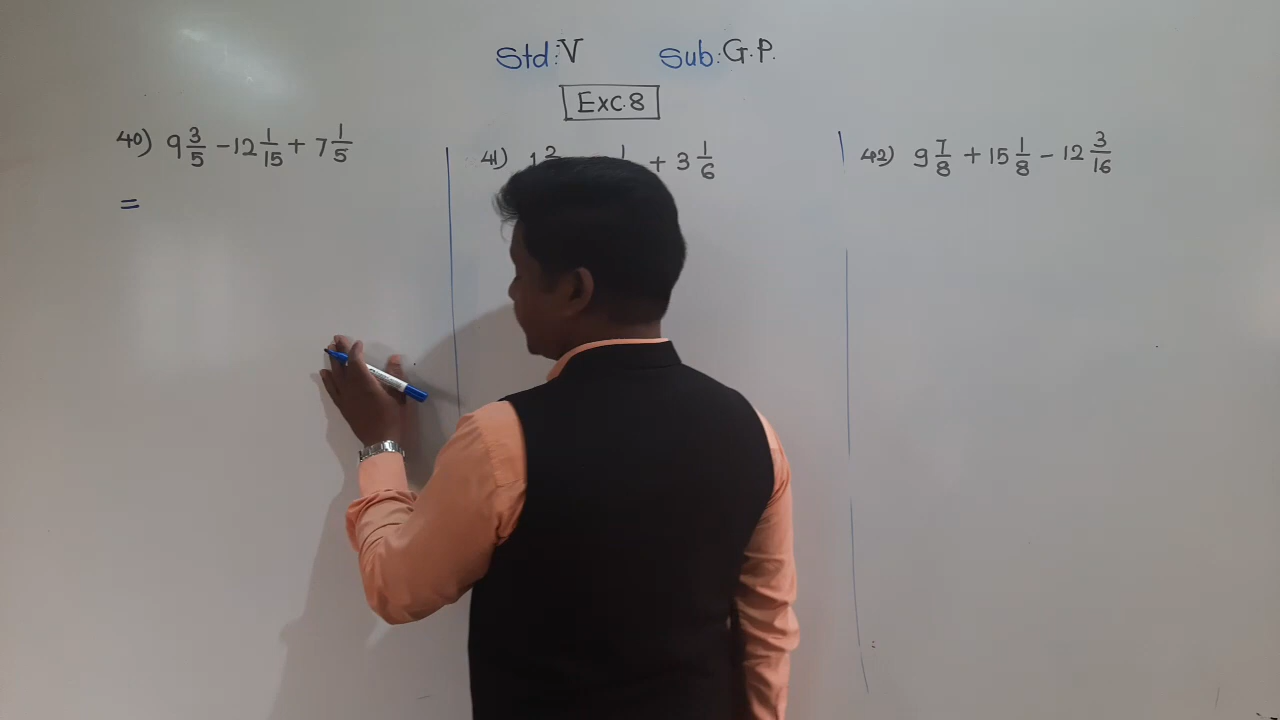 Std: V Sub: G.P.
Exc. 8
40) 9 3/5 - 12 1/15 + 7 1/5
=
41) 1 + 3 1/6
42) 9 7/8 + 15 1/8 - 12 3/16